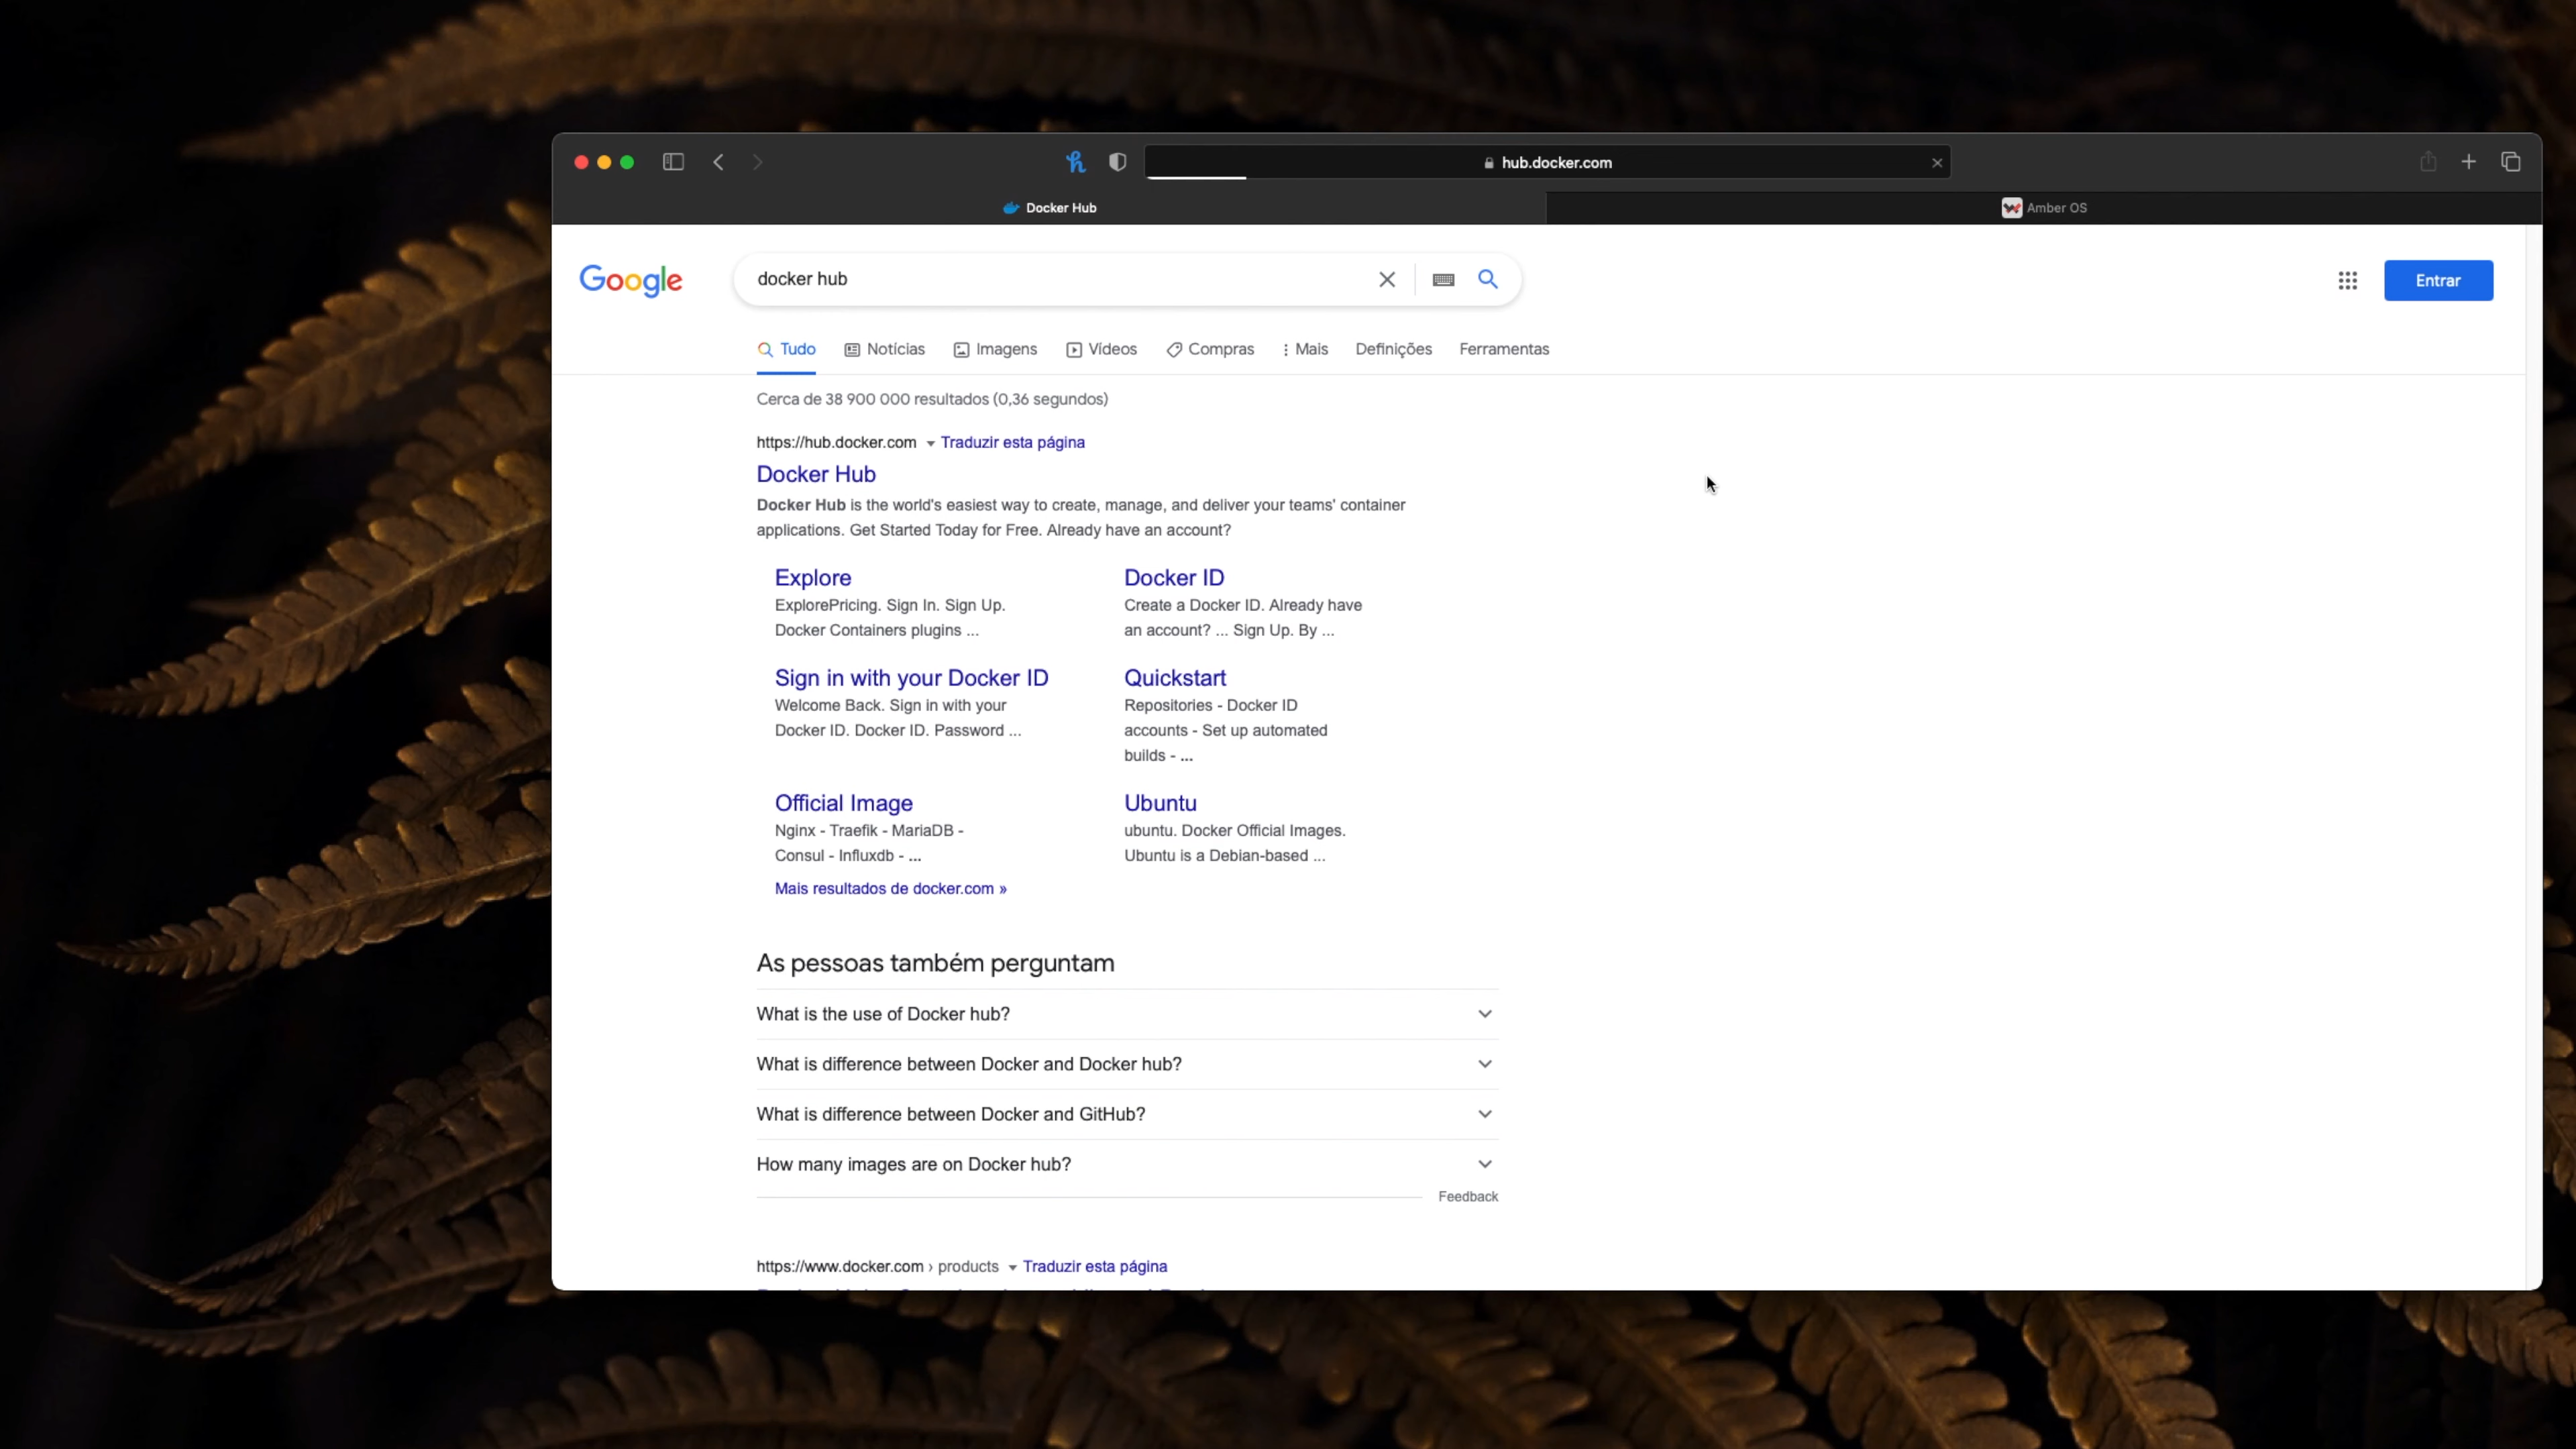 hub.docker.com
Docker Hub
Amber OS
Google
docker hub
Entrar
Tudo
Notícias
Imagens
Vídeos
Compras
Mais
Definições
Ferramentas
Cerca de 38 900 000 resultados (0,36 segundos)
https://hub.docker.com Traduzir esta página
Docker Hub
Docker Hub is the world's easiest way to create, manage, and deliver your teams' container
applications. Get Started Today for Free. Already have an account?
Explore
ExplorePricing. Sign In. Sign Up.
Docker Containers plugins ...
Docker ID
Create a Docker ID. Already have
an account? ... Sign Up. By ...
Sign in with your Docker ID
Welcome Back. Sign in with your
Docker ID. Docker ID. Password ...
Quickstart
Repositories - Docker ID
accounts - Set up automated
builds - ...
Official Image
Nginx - Traefik - MariaDB -
Consul - Influxdb - ...
Ubuntu
ubuntu. Docker Official Images.
Ubuntu is a Debian-based ...
Mais resultados de docker.com »
As pessoas também perguntam
What is the use of Docker hub?
What is difference between Docker and Docker hub?
What is difference between Docker and GitHub?
How many images are on Docker hub?
Feedback
https://www.docker.com › products Traduzir esta página